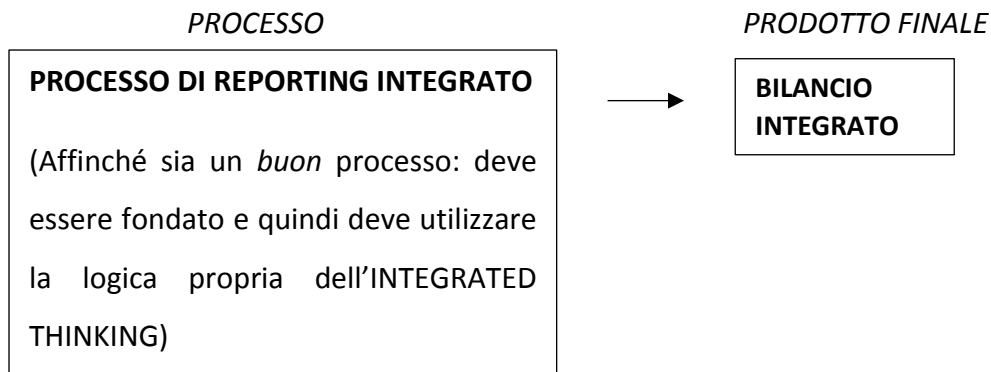 PROCESSO
PRODOTTO FINALE
PROCESSO DI REPORTING INTEGRATO
(Affinché sia un buon processo: deve
essere fondato e quindi deve utilizzare
la logica propria dell’INTEGRATED
THINKING)
BILANCIO
INTEGRATO